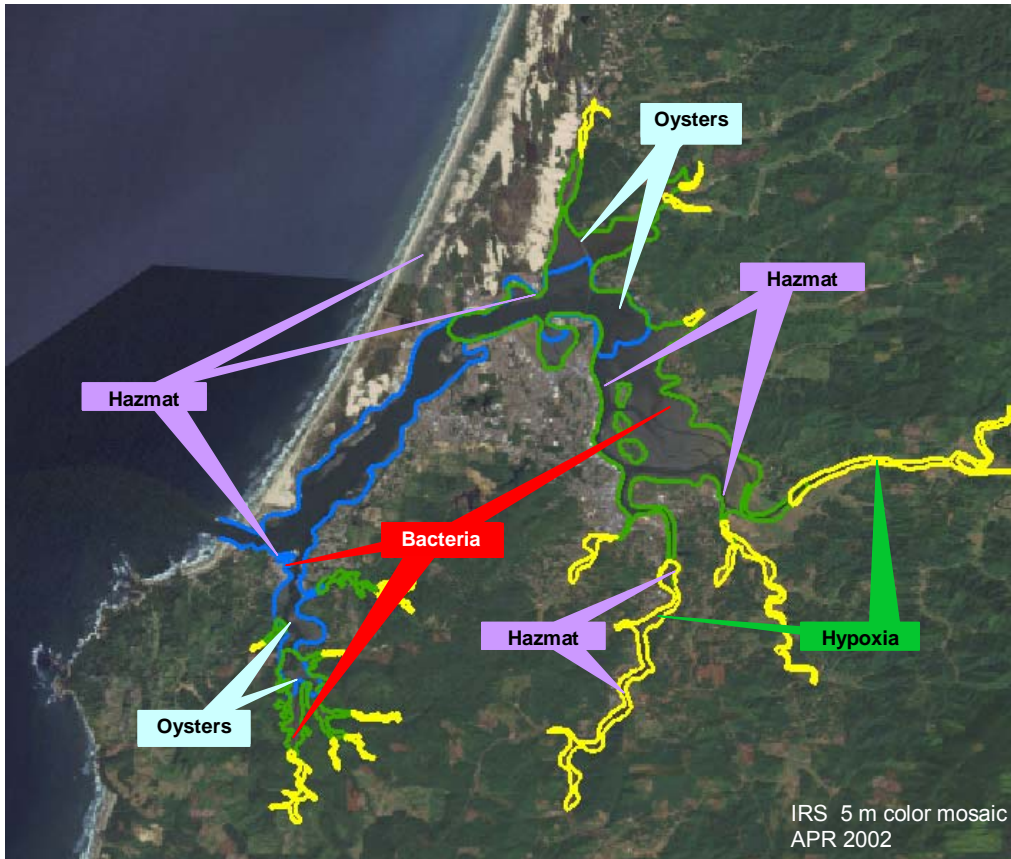 Oysters
Hazmat
Hazmat
Bacteria
Hazmat
Hypoxia
Oysters
IRS 5 m color mosaic
APR 2002